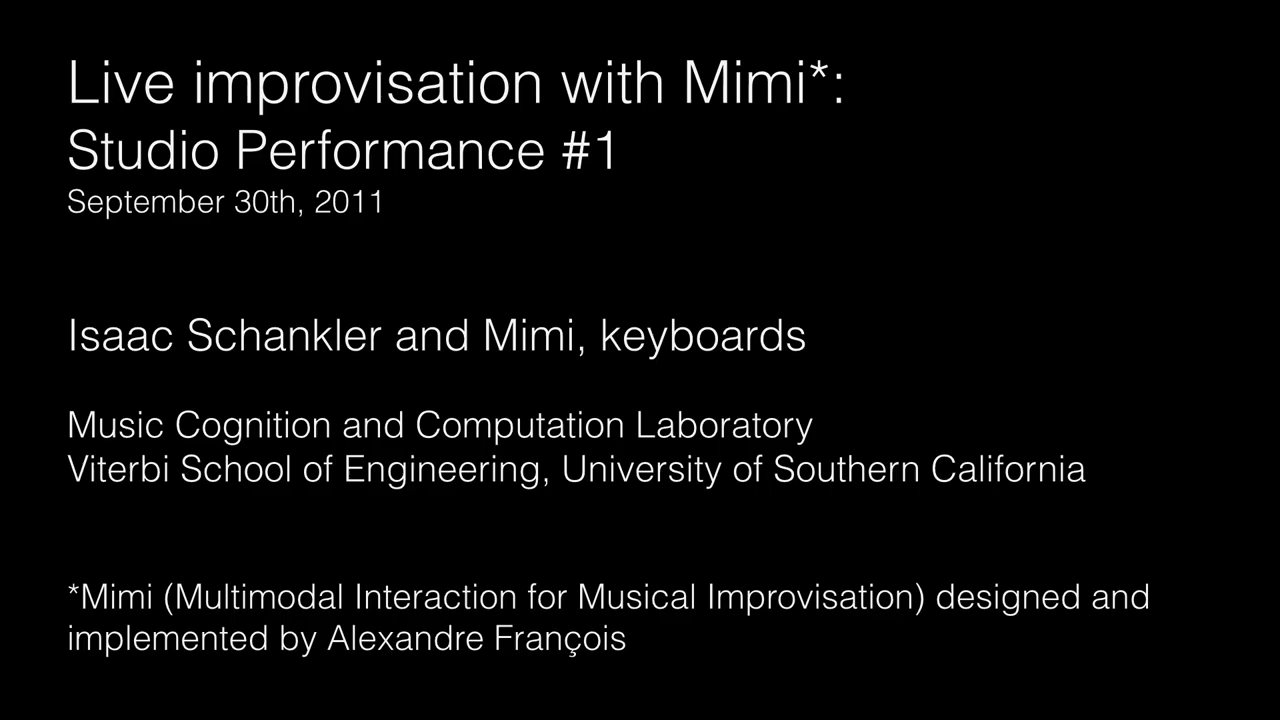 Live improvisation with Mimi*:
Studio Performance #1
September 30th, 2011
Isaac Schankler and Mimi, keyboards
Music Cognition and Computation Laboratory
Viterbi School of Engineering, University of Southern California
*Mimi (Multimodal Interaction for Musical Improvisation) designed and
implemented by Alexandre François